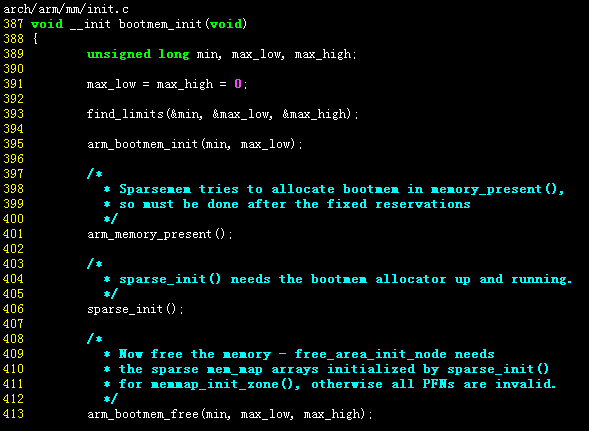 arch/arm/mm/init.c
387 void __init bootmem_init(void)
388 {
389 unsigned long min, max_low, max_high;
390
391 max_low = max_high = 0;
392
393 find_limits(&min, &max_low, &max_high);
394
395 arm_bootmem_init(min, max_low);
396
397 /*
398 * Sparsemem tries to allocate bootmem in memory_present(),
399 * so must be done after the fixed reservations
400 */
401 arm_memory_present();
402
403 /*
404 * sparse_init() needs the bootmem allocator up and running.
405 */
406 sparse_init();
407
408 /*
409 * Now free the memory - free_area_init_node needs
410 * the sparse mem_map arrays initialized by sparse_init()
411 * for memmap_init_zone(), otherwise all PFNs are invalid.
412 */
413 arm_bootmem_free(min, max_low, max_high);